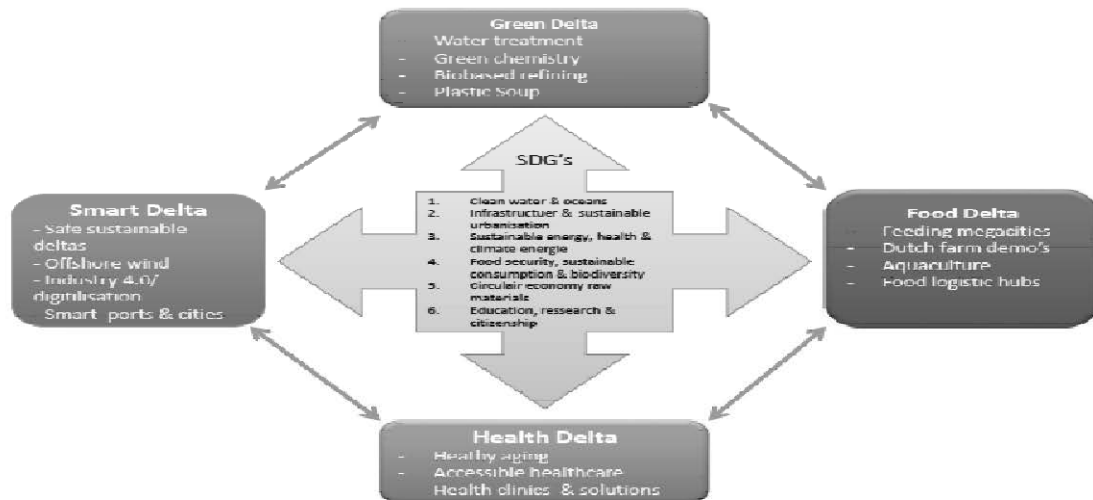 Green Delta
- Water treatment
- Green chemistry
- Biobased refining
- Plastic Soup
SDG's
1. Clean water & oceans
2. Infrastructuer & sustainable
urbanisation
3. Sustainable energy, health &
climate energie
4. Food security, sustainable
consumption & biodiversity
5. Circulair economy raw
materials
6. Education, ressearch &
citizenship
Smart Delta
- Safe sustainable
deltas
- Offshore wind
- Industry 4.0/
digitilisation
- Smart ports & cities
Food Delta
- Feeding megacities
- Dutch farm demo's
- Aquaculture
- Food logistic hubs
Health Delta
- Healthy aging
- Accessible healthcare
Health clinics & solutions